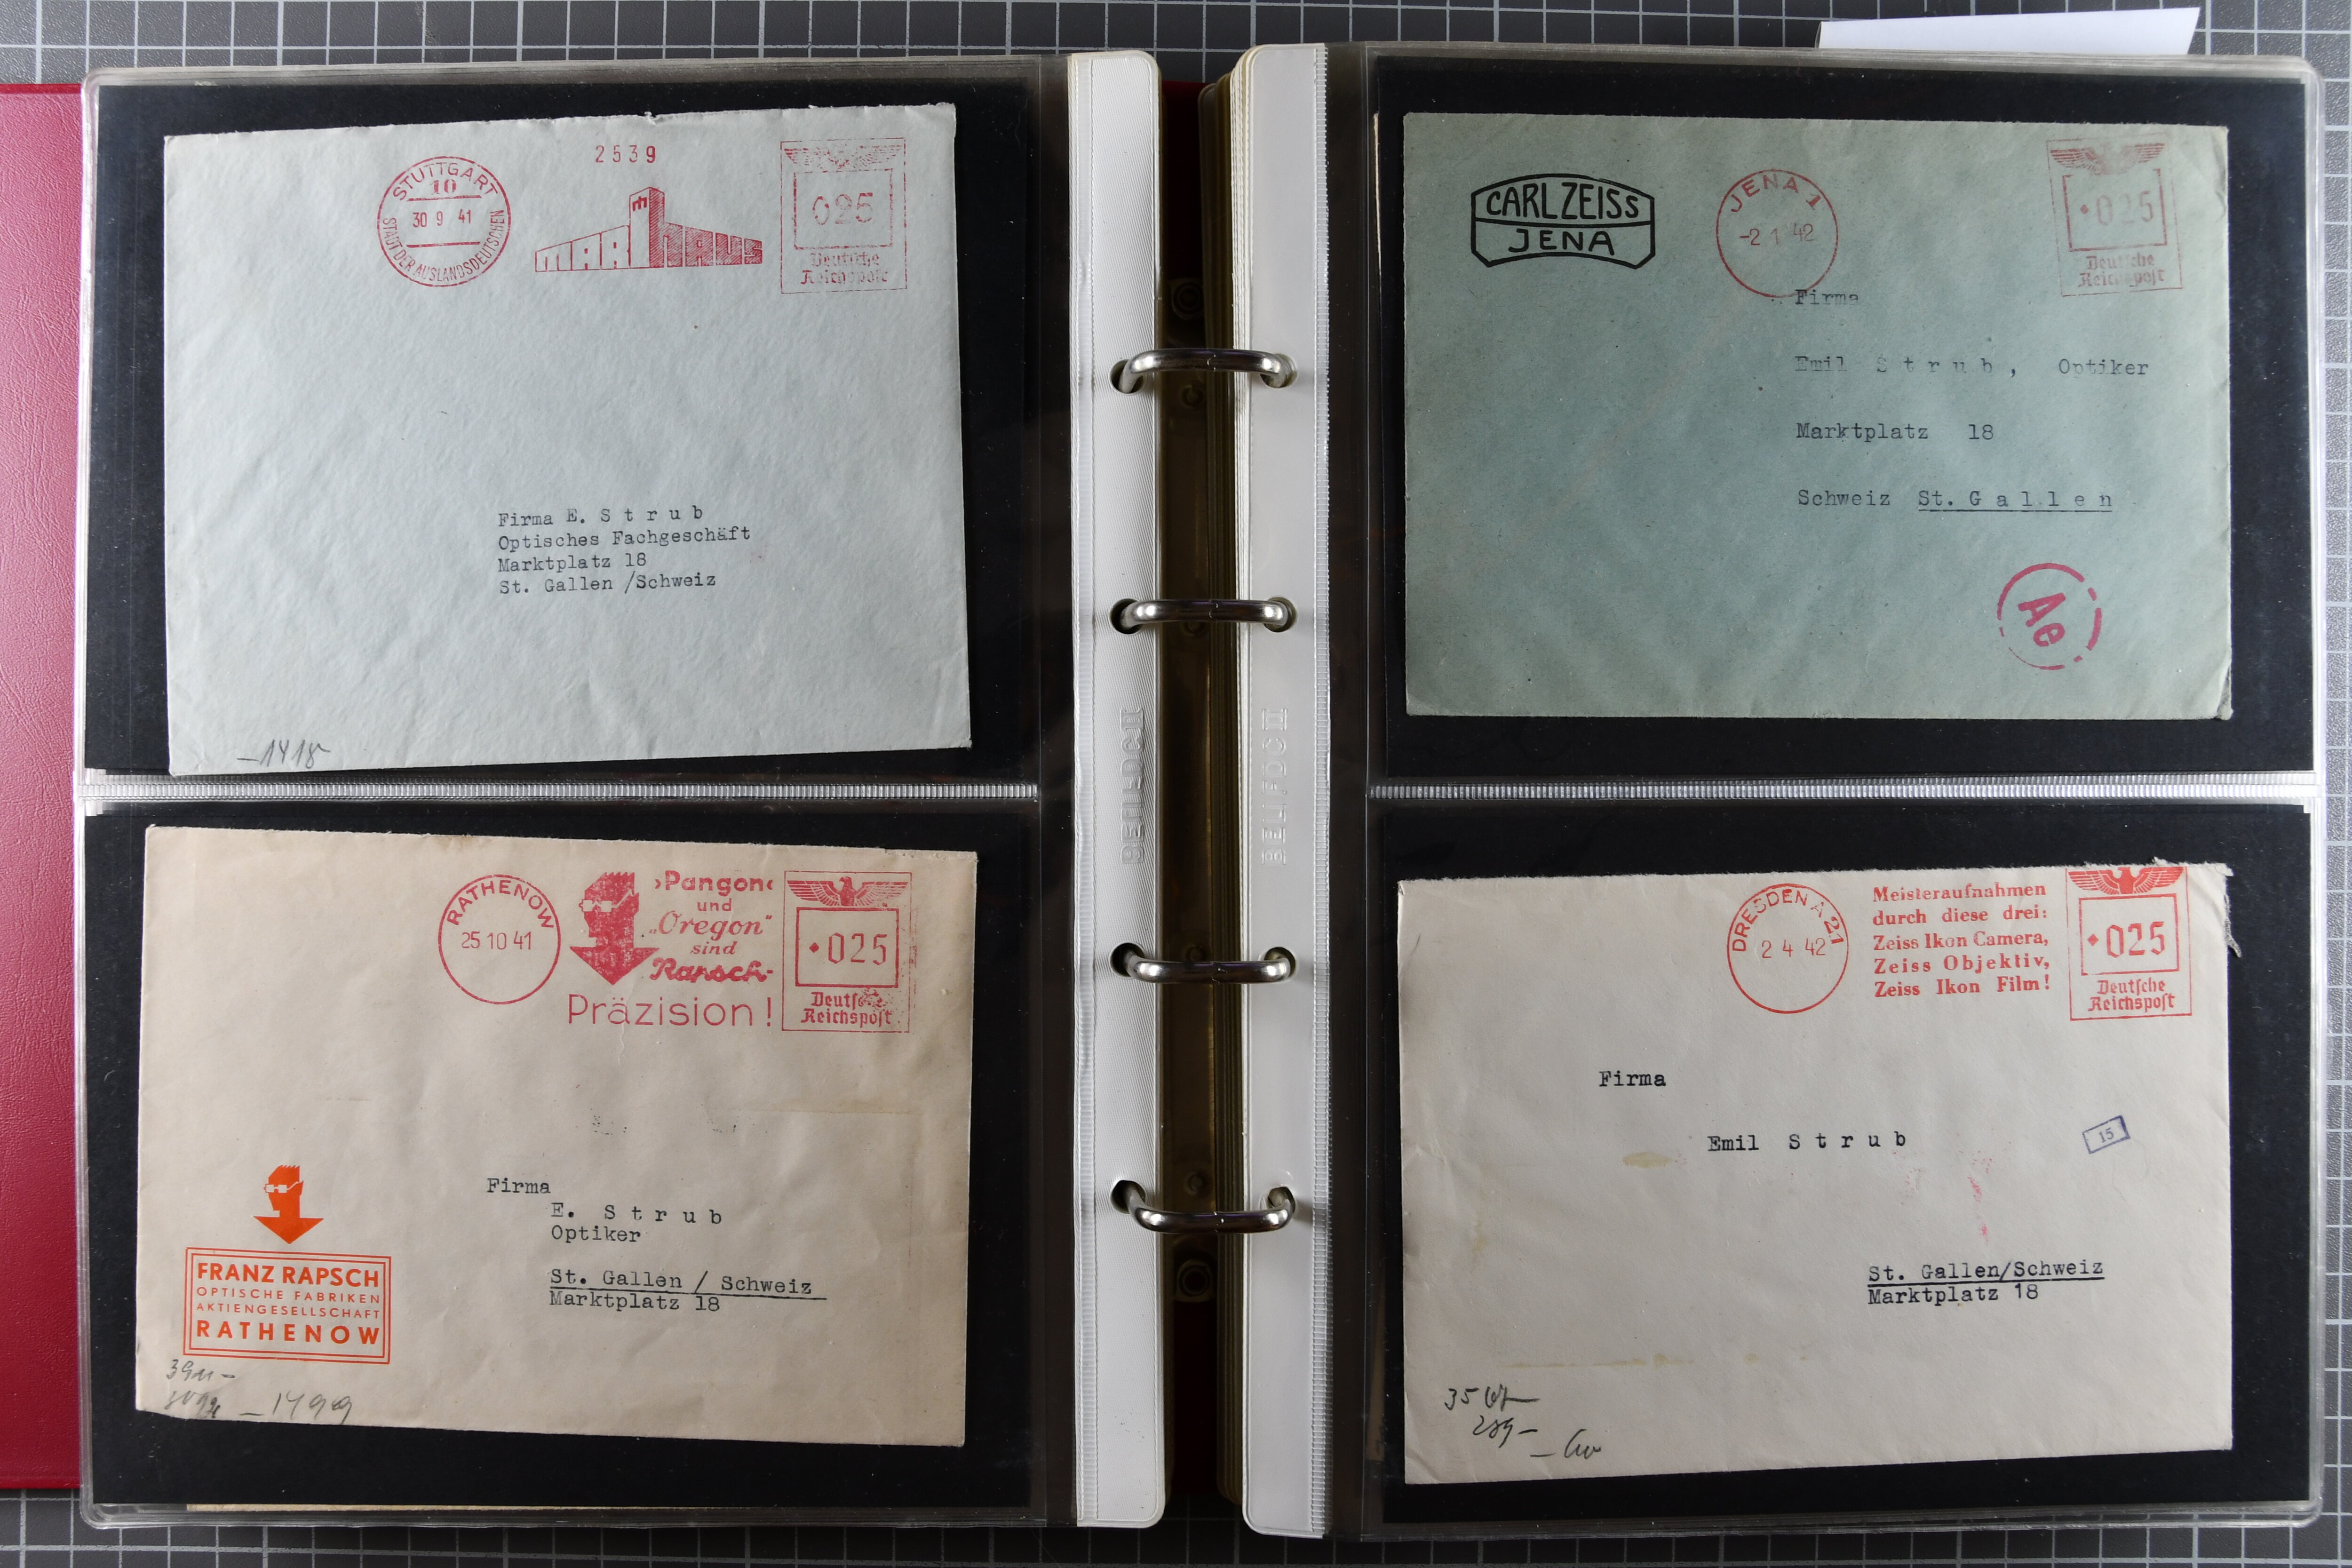 2539
STUTTGART
10
30 9 41
STADT DER AUSLANDSDEUTSCHEN
025
Deutsche
Reichspost
Firma E. Strub
Optisches Fachgeschäft
Marktplatz 18
St. Gallen /Schweiz
CARL ZEISS
JENA
JENA 1
-2 1 42
025
Deutsche
Reichspost
Firma
Emil Strub, Optiker
Marktplatz 18
Schweiz St. Gallen
Ae
RATHENOW
25 10 41
›Pangon‹
und
„Oregon"
sind
Rapsch-
Präzision!
025
Deutsche
Reichspost
Firma
E. Strub
Optiker
St. Gallen / Schweiz
Marktplatz 18
FRANZ RAPSCH
OPTISCHE FABRIKEN
AKTIENGESELLSCHAFT
RATHENOW
DRESDEN A 21
2 4 42
Meisteraufnahmen
durch diese drei:
Zeiss Ikon Camera,
Zeiss Objektiv,
Zeiss Ikon Film!
025
Deutsche
Reichspost
Firma
Emil Strub
15
St. Gallen/Schweiz
Marktplatz 18